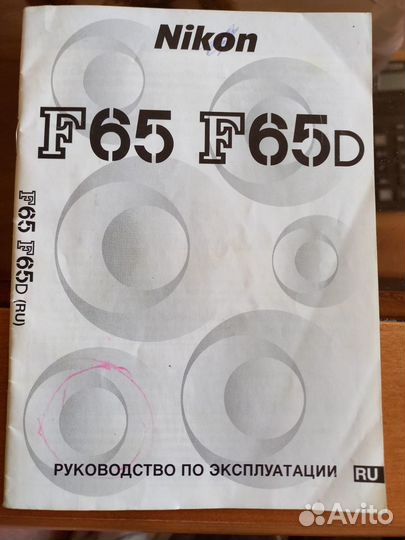 Nikon
F65 F65D
F65 F65D (RU)
РУКОВОДСТВО ПО ЭКСПЛУАТАЦИИ RU
Avito